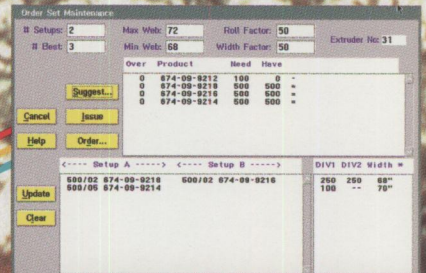 Order Set Maintenance
# Setups: 2 Max Web: 72 Roll Factor: 50
# Best: 3 Min Web: 68 Width Factor: 50 Extruder No: 31
Over Product Need Have
0 674-09-9212 100 0 -
0 674-09-9218 500 500 =
0 674-09-9216 500 500 =
0 674-09-9214 500 500 =
Suggest...
Cancel Issue
Help Order...
<---- Setup A -----> <---- Setup B -----> DIV1 DIV2 Width =
500/02 674-09-9218 500/02 674-09-9216 250 250 68"
500/05 674-09-9214 100 -- 70"
Update
Clear